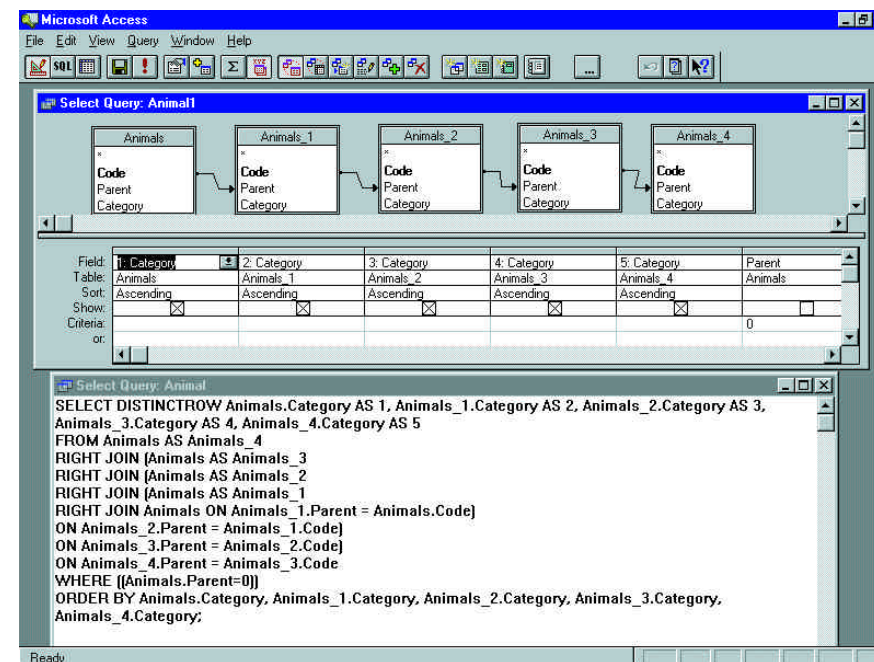 Microsoft Access
File Edit View Query Window Help
SQL Σ XYZ ...
Select Query: Animal1
Animals Animals_1 Animals_2 Animals_3 Animals_4
* * * * *
Code Code Code Code Code
Parent Parent Parent Parent Parent
Category Category Category Category Category
Field: 1: Category 2: Category 3: Category 4: Category 5: Category Parent
Table: Animals Animals_1 Animals_2 Animals_3 Animals_4 Animals
Sort: Ascending Ascending Ascending Ascending Ascending
Show:
Criteria: 0
or:
Select Query: Animal
SELECT DISTINCTROW Animals.Category AS 1, Animals_1.Category AS 2, Animals_2.Category AS 3,
Animals_3.Category AS 4, Animals_4.Category AS 5
FROM Animals AS Animals_4
RIGHT JOIN (Animals AS Animals_3
RIGHT JOIN (Animals AS Animals_2
RIGHT JOIN (Animals AS Animals_1
RIGHT JOIN Animals ON Animals_1.Parent = Animals.Code)
ON Animals_2.Parent = Animals_1.Code)
ON Animals_3.Parent = Animals_2.Code)
ON Animals_4.Parent = Animals_3.Code
WHERE ((Animals.Parent=0))
ORDER BY Animals.Category, Animals_1.Category, Animals_2.Category, Animals_3.Category,
Animals_4.Category;
Ready